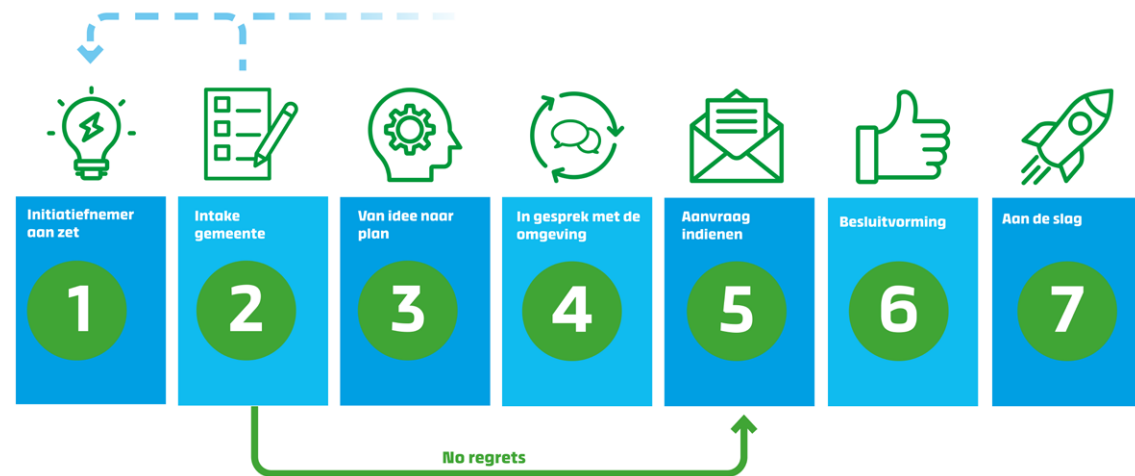 Initiatiefnemer
aan zet
1
Intake
gemeente
2
Van idee naar
plan
3
In gesprek met de
omgeving
4
Aanvraag
indienen
5
Besluitvorming
6
Aan de slag
7
No regrets